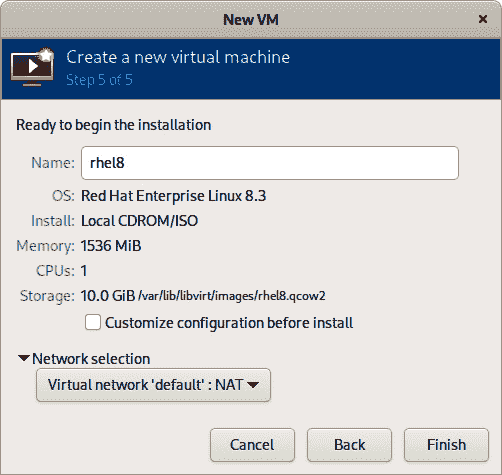 New VM
Create a new virtual machine
Step 5 of 5
Ready to begin the installation
Name: rhel8
OS: Red Hat Enterprise Linux 8.3
Install: Local CDROM/ISO
Memory: 1536 MiB
CPUs: 1
Storage: 10.0 GiB /var/lib/libvirt/images/rhel8.qcow2
Customize configuration before install
Network selection
Virtual network 'default' : NAT
Cancel Back Finish